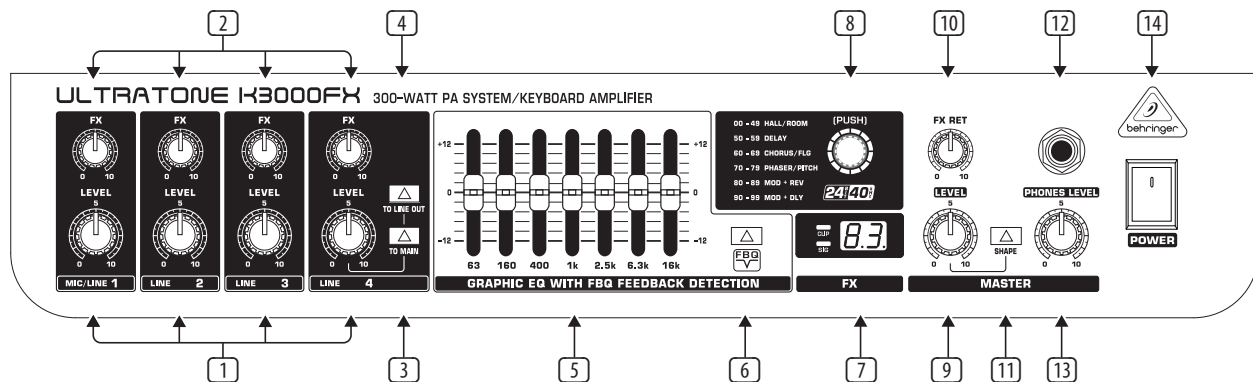 2 4 8 10 12 14
ULTRATONE K3000FX 300-WATT PA SYSTEM/KEYBOARD AMPLIFIER
FX FX FX FX
0 10 0 10 0 10 0 10
LEVEL LEVEL LEVEL LEVEL
5 5 5 5
0 10 0 10 0 10 0 10
TO LINE OUT
TO MAIN
MIC/LINE 1 LINE 2 LINE 3 LINE 4
+12 +12
0 0
-12 -12
63 160 400 1k 2.5k 6.3k 16k
FBQ
GRAPHIC EQ WITH FBQ FEEDBACK DETECTION
00 - 49 HALL/ROOM
50 - 59 DELAY
60 - 69 CHORUS/FLG
70 - 79 PHASER/PITCH
80 - 89 MOD + REV
90 - 99 MOD + DLY
(PUSH)
24 BIT 40 kHz
CLIP
SIG
8.3.
FX
FX RET
0 10
LEVEL
5
0 10
SHAPE
PHONES LEVEL
5
0 10
MASTER
behringer
POWER
1 3 5 6 7 9 11 13